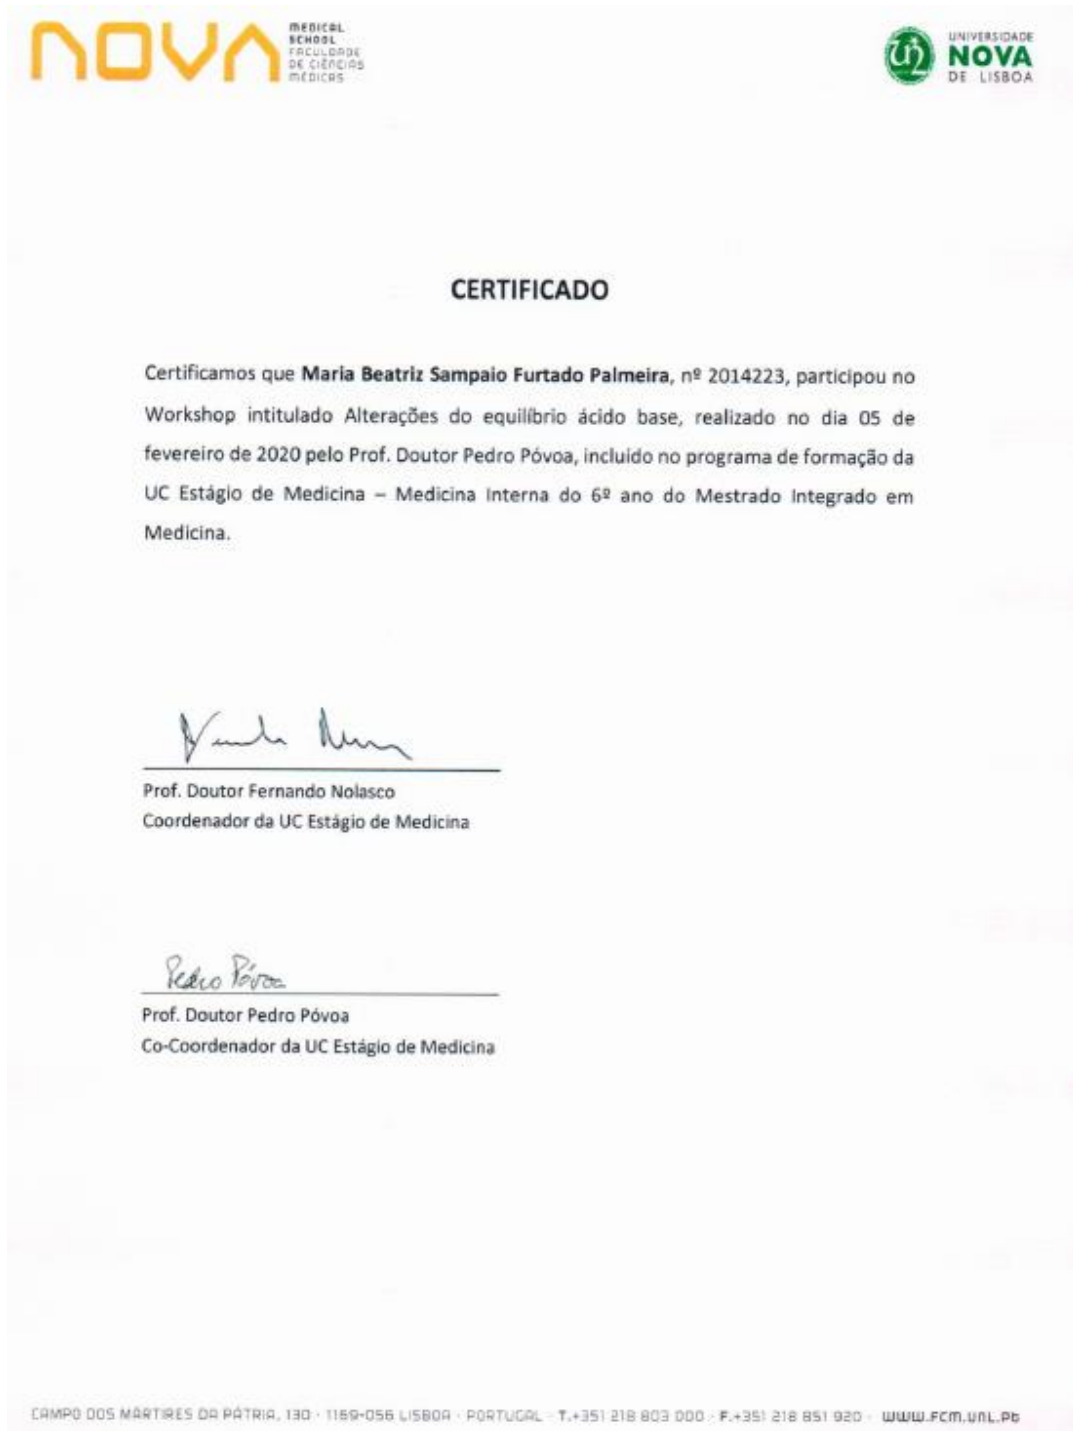 NOVA
MEDICAL
SCHOOL
FACULDADE
DE CIÊNCIAS
MÉDICAS
UNIVERSIDADE
NOVA
DE LISBOA
CERTIFICADO
Certificamos que Maria Beatriz Sampaio Furtado Palmeira, nº 2014223, participou no
Workshop intitulado Alterações do equilíbrio ácido base, realizado no dia 05 de
fevereiro de 2020 pelo Prof. Doutor Pedro Póvoa, incluído no programa de formação da
UC Estágio de Medicina – Medicina Interna do 6º ano do Mestrado Integrado em
Medicina.
Prof. Doutor Fernando Nolasco
Coordenador da UC Estágio de Medicina
Pedro Póvoa
Prof. Doutor Pedro Póvoa
Co-Coordenador da UC Estágio de Medicina
CAMPO DOS MÁRTIRES DA PÁTRIA, 130 · 1169-056 LISBOA · PORTUGAL · T.+351 218 803 000 · F.+351 218 851 920 · WWW.FCM.UNL.PT